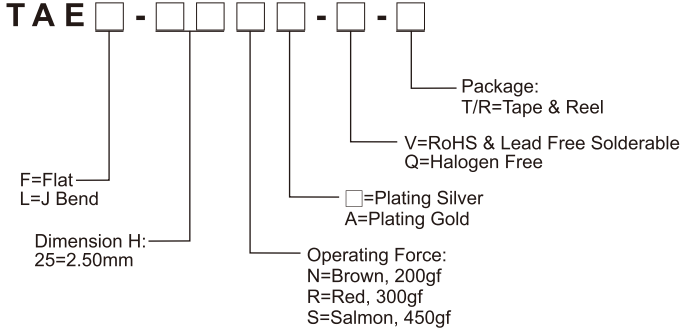 TAE□-□□□□-□-□
Package:
T/R=Tape & Reel
V=RoHS & Lead Free Solderable
Q=Halogen Free
F=Flat
L=J Bend
□=Plating Silver
A=Plating Gold
Dimension H:
25=2.50mm
Operating Force:
N=Brown, 200gf
R=Red, 300gf
S=Salmon, 450gf